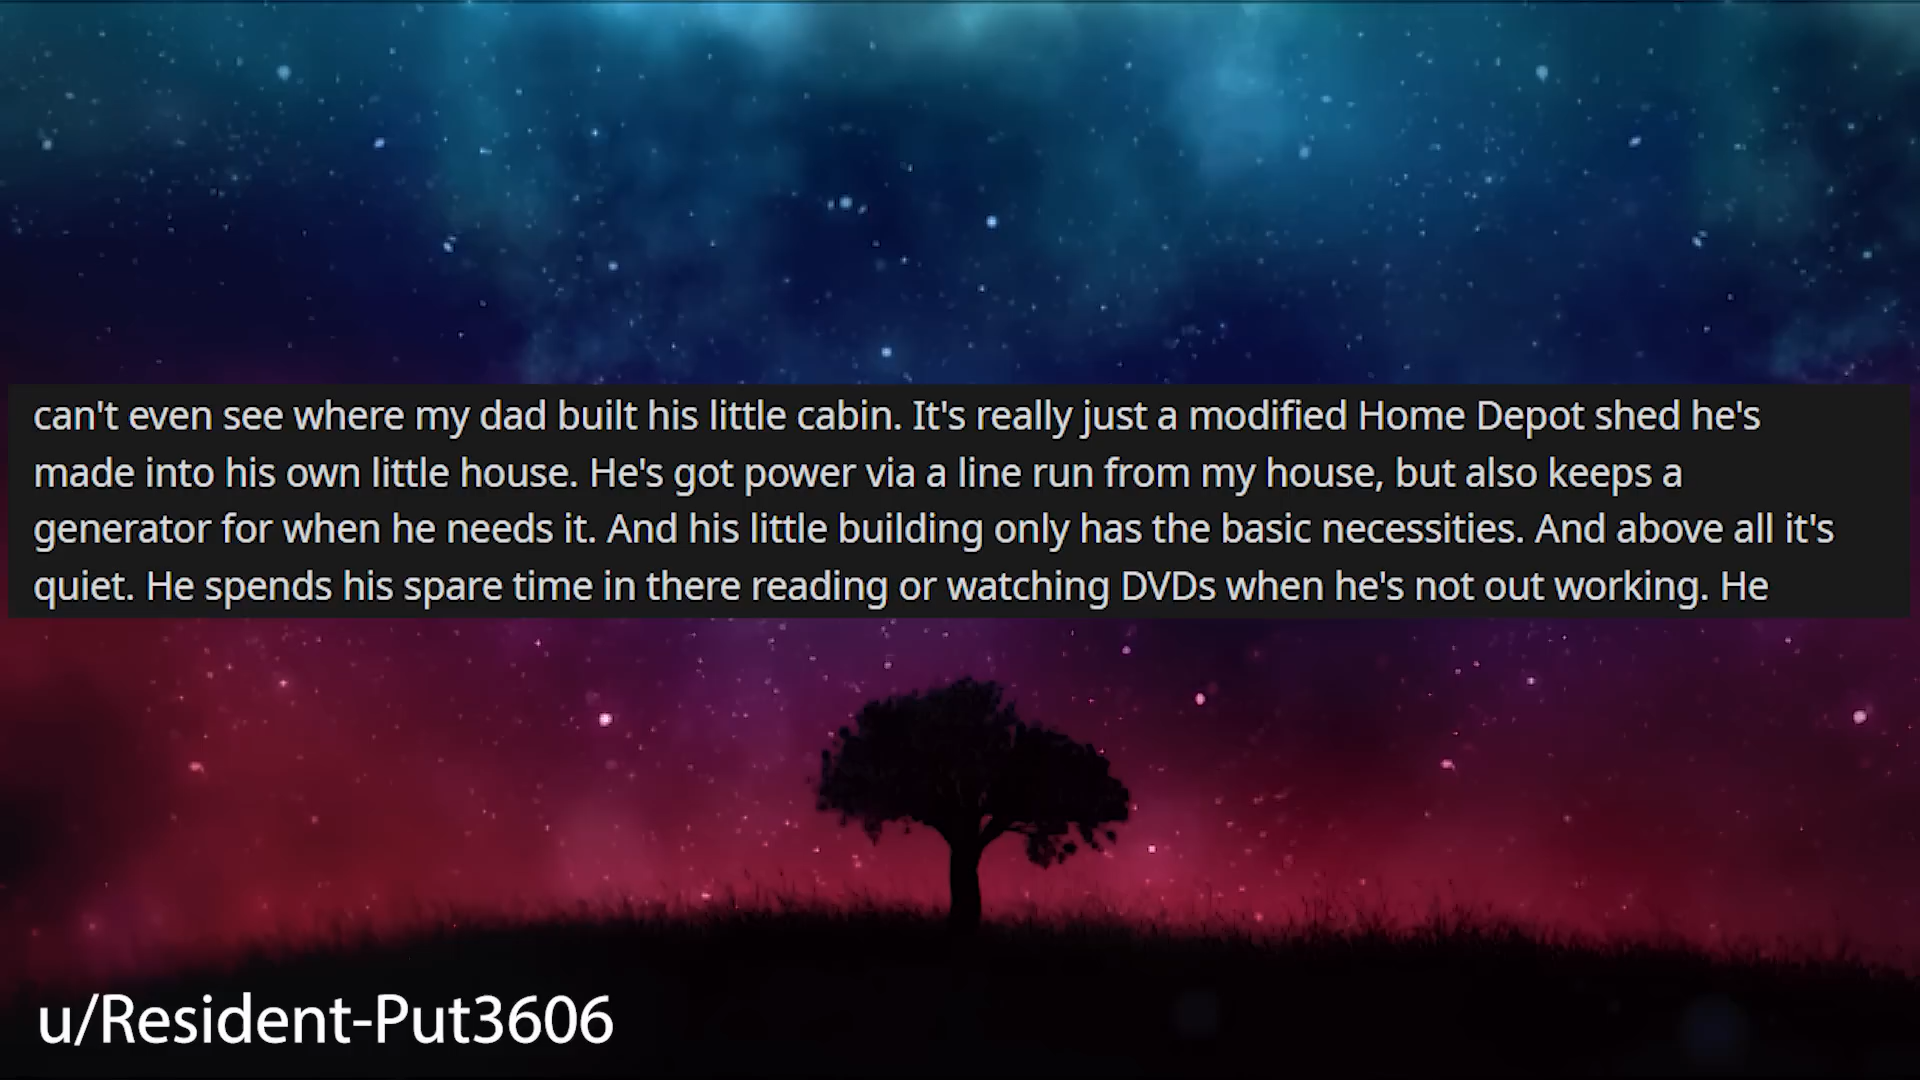 can't even see where my dad built his little cabin. It's really just a modified Home Depot shed he's
made into his own little house. He's got power via a line run from my house, but also keeps a
generator for when he needs it. And his little building only has the basic necessities. And above all it's
quiet. He spends his spare time in there reading or watching DVDs when he's not out working. He
u/Resident-Put3606